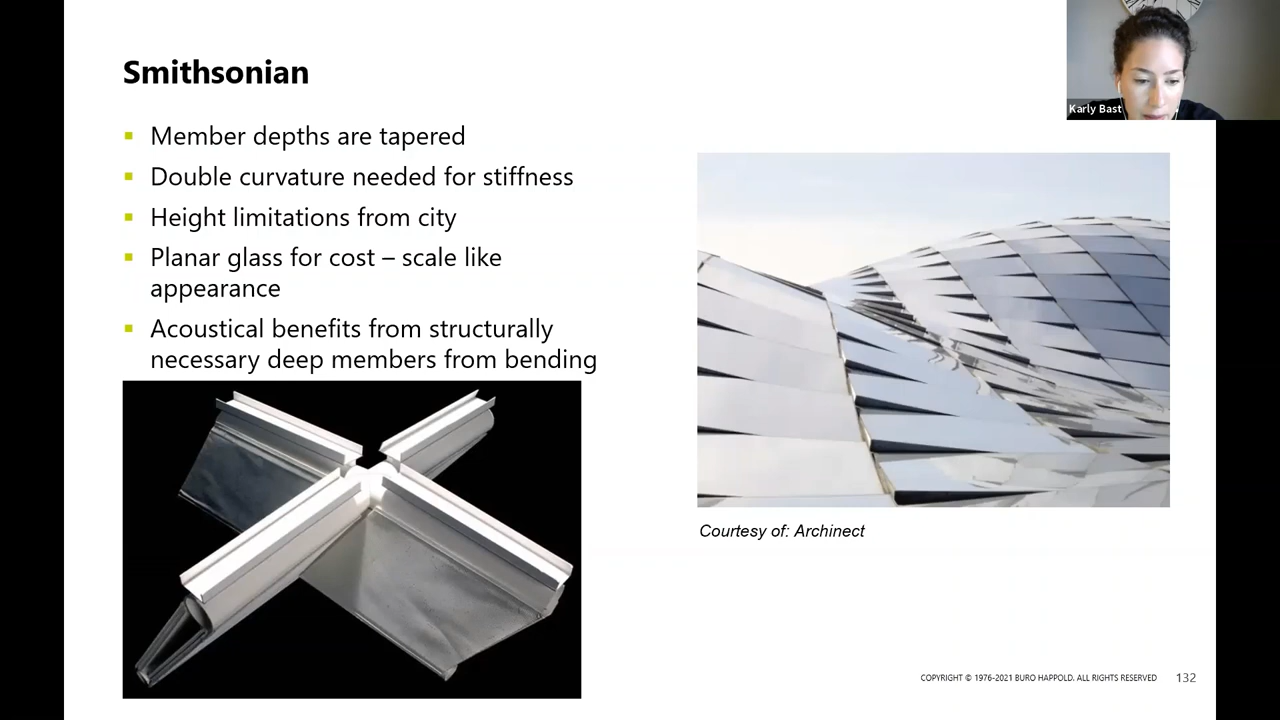 Smithsonian
Karly Bast
▪ Member depths are tapered
▪ Double curvature needed for stiffness
▪ Height limitations from city
▪ Planar glass for cost – scale like
appearance
▪ Acoustical benefits from structurally
necessary deep members from bending
Courtesy of: Archinect
COPYRIGHT © 1976-2021 BURO HAPPOLD. ALL RIGHTS RESERVED 132